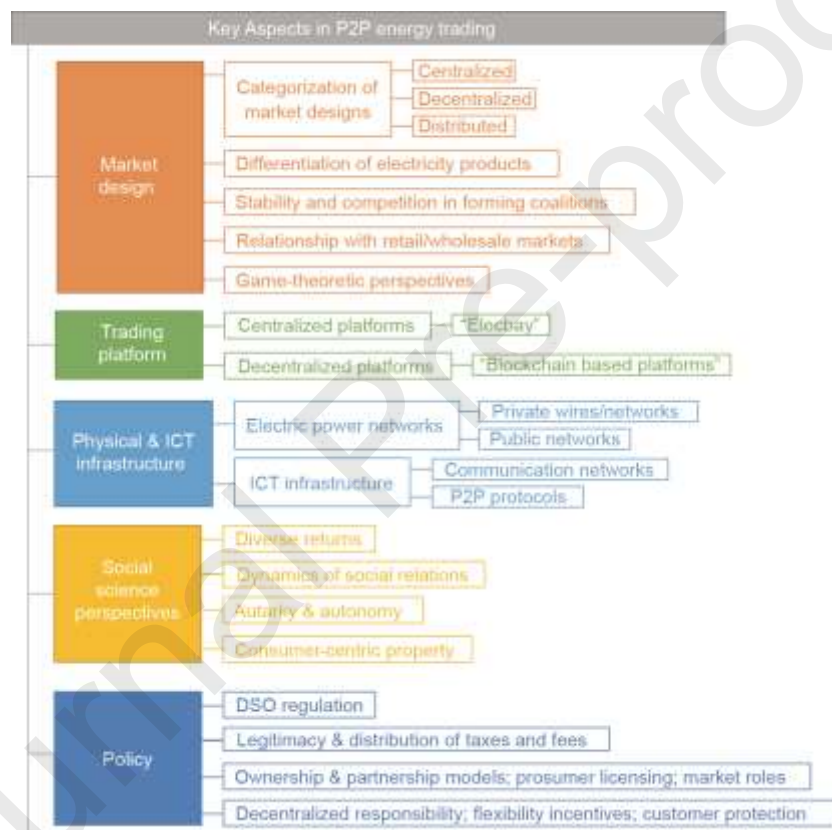 Key Aspects in P2P energy trading
Market
design
Categorization of
market designs
Centralized
Decentralized
Distributed
Differentiation of electricity products
Stability and competition in forming coalitions
Relationship with retail/wholesale markets
Game-theoretic perspectives
Trading
platform
Centralized platforms
"Elecbay"
Decentralized platforms
"Blockchain based platforms"
Physical & ICT
infrastructure
Electric power networks
Private wires/networks
Public networks
ICT infrastructure
Communication networks
P2P protocols
Social
science
perspectives
Diverse returns
Dynamics of social relations
Autarky & autonomy
Consumer-centric property
Policy
DSO regulation
Legitimacy & distribution of taxes and fees
Ownership & partnership models; prosumer licensing; market roles
Decentralized responsibility; flexibility incentives; customer protection
urnal Pre-proo